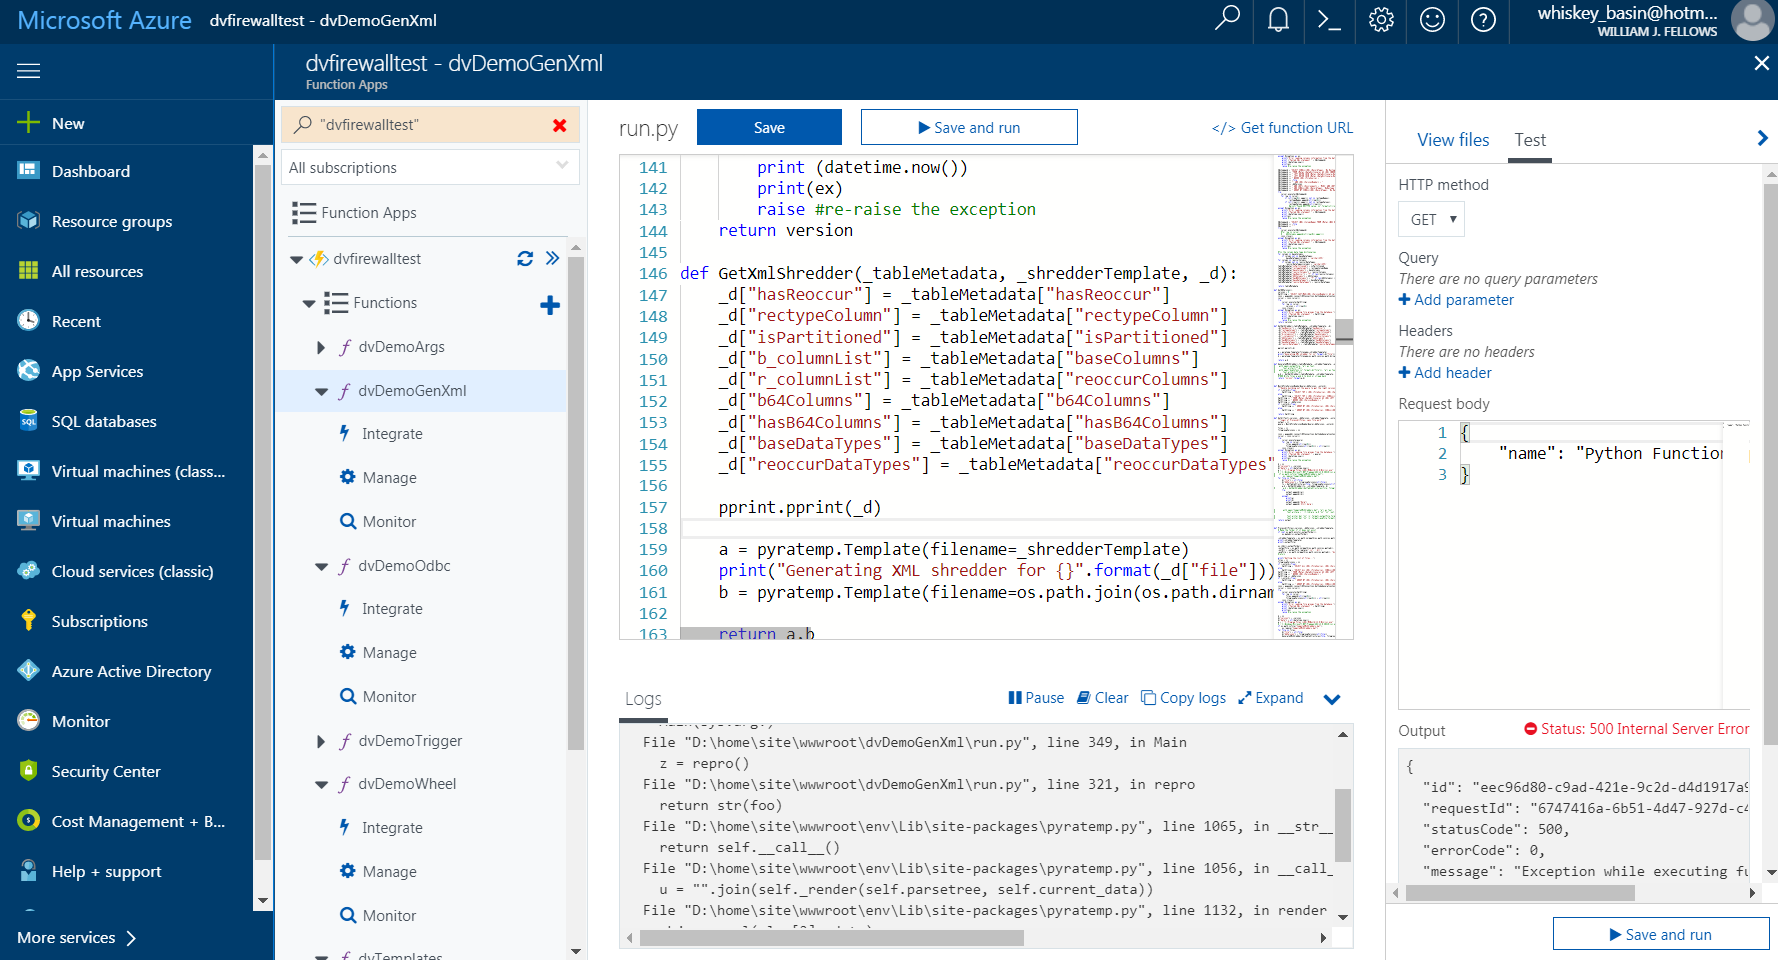 Microsoft Azure dvfirewalltest - dvDemoGenXml
whiskey_basin@hotm...
WILLIAM J. FELLOWS
dvfirewalltest - dvDemoGenXml
Function Apps
New
Dashboard
Resource groups
All resources
Recent
App Services
SQL databases
Virtual machines (class...
Virtual machines
Cloud services (classic)
Subscriptions
Azure Active Directory
Monitor
Security Center
Cost Management + B...
Help + support
More services
"dvfirewalltest"
All subscriptions
Function Apps
dvfirewalltest
Functions
dvDemoArgs
dvDemoGenXml
Integrate
Manage
Monitor
dvDemoOdbc
Integrate
Manage
Monitor
dvDemoTrigger
dvDemoWheel
Integrate
Manage
Monitor
dvTemplates
run.py Save Save and run </> Get function URL
141 print (datetime.now())
142 print(ex)
143 raise #re-raise the exception
144 return version
145
146 def GetXmlShredder(_tableMetadata, _shredderTemplate, _d):
147 _d["hasReoccur"] = _tableMetadata["hasReoccur"]
148 _d["rectypeColumn"] = _tableMetadata["rectypeColumn"]
149 _d["isPartitioned"] = _tableMetadata["isPartitioned"]
150 _d["b_columnList"] = _tableMetadata["baseColumns"]
151 _d["r_columnList"] = _tableMetadata["reoccurColumns"]
152 _d["b64Columns"] = _tableMetadata["b64Columns"]
153 _d["hasB64Columns"] = _tableMetadata["hasB64Columns"]
154 _d["baseDataTypes"] = _tableMetadata["baseDataTypes"]
155 _d["reoccurDataTypes"] = _tableMetadata["reoccurDataTypes"
156
157 pprint.pprint(_d)
158
159 a = pyratemp.Template(filename=_shredderTemplate)
160 print("Generating XML shredder for {}".format(_d["file"]))
161 b = pyratemp.Template(filename=os.path.join(os.path.dirnam
162
163 return a,b
Logs Pause Clear Copy logs Expand
File "D:\home\site\wwwroot\dvDemoGenXml\run.py", line 349, in Main
z = repro()
File "D:\home\site\wwwroot\dvDemoGenXml\run.py", line 321, in repro
return str(foo)
File "D:\home\site\wwwroot\env\Lib\site-packages\pyratemp.py", line 1065, in __str__
return self.__call__()
File "D:\home\site\wwwroot\env\Lib\site-packages\pyratemp.py", line 1056, in __call_
u = "".join(self._render(self.parsetree, self.current_data))
File "D:\home\site\wwwroot\env\Lib\site-packages\pyratemp.py", line 1132, in render
View files Test
HTTP method
GET
Query
There are no query parameters
Add parameter
Headers
There are no headers
Add header
Request body
1 {
2 "name": "Python Function
3 }
Output Status: 500 Internal Server Error
{
"id": "eec96d80-c9ad-421e-9c2d-d4d1917a9
"requestId": "6747416a-6b51-4d47-927d-c4
"statusCode": 500,
"errorCode": 0,
"message": "Exception while executing fu
Save and run